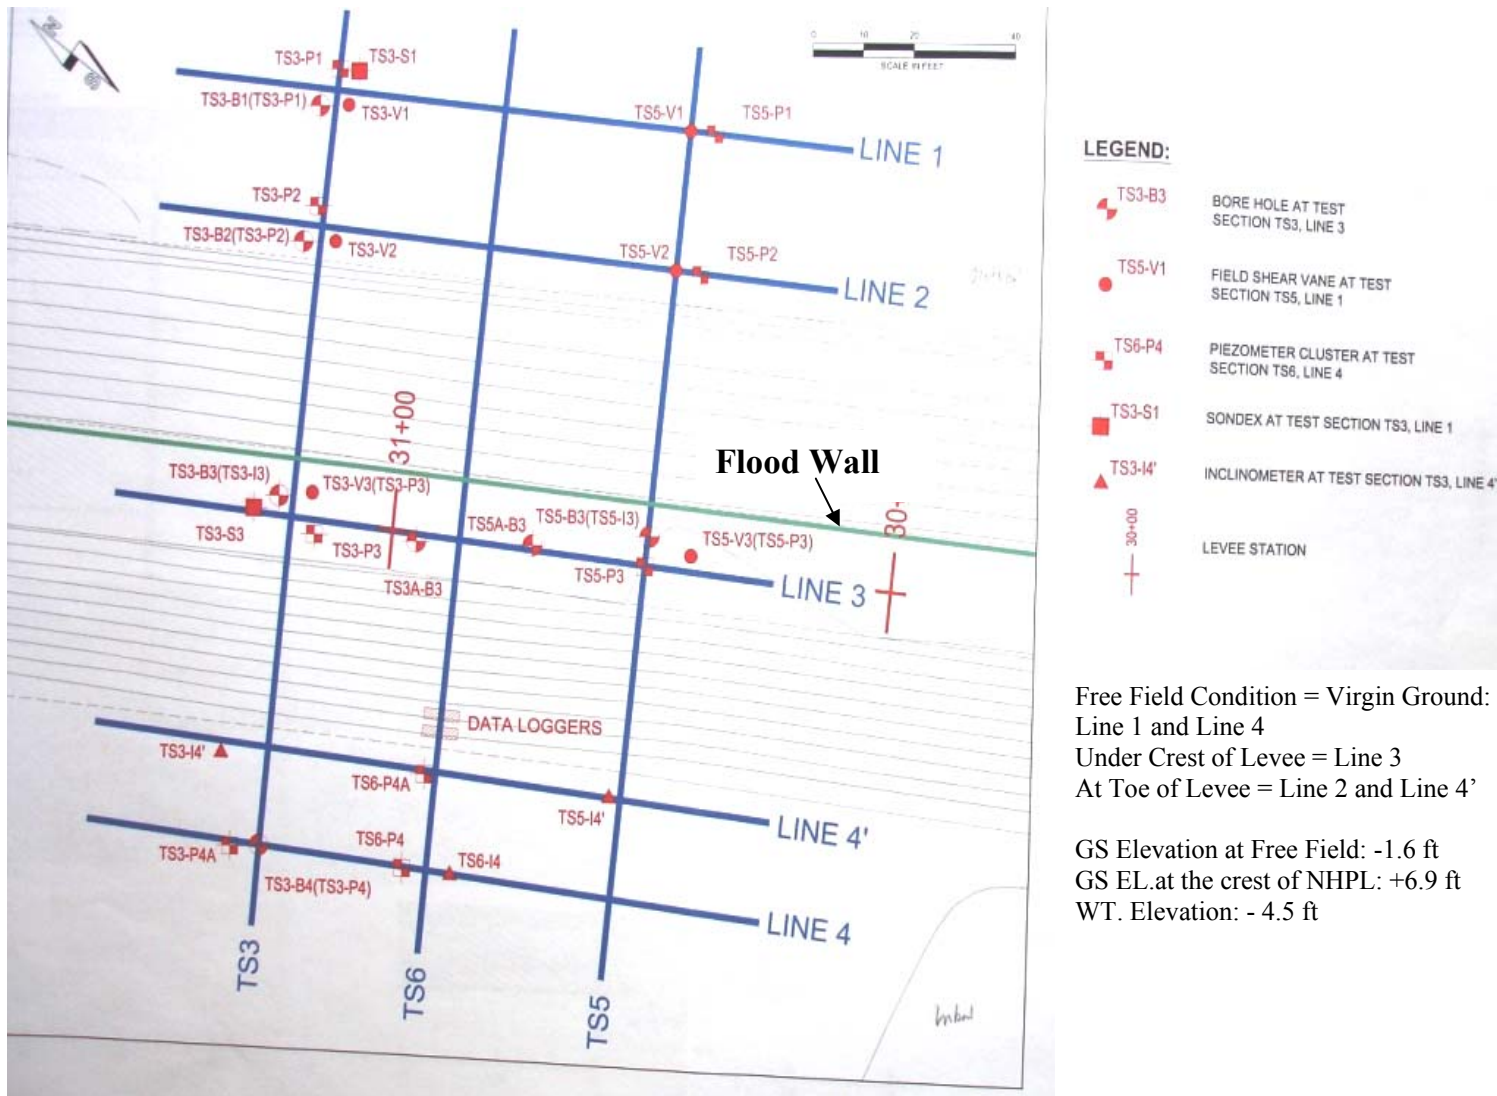 N
S
0 10 20 40
SCALE IN FEET
TS3-P1
TS3-S1
TS3-B1(TS3-P1)
TS3-V1
TS5-V1
TS5-P1
LINE 1
TS3-P2
TS3-B2(TS3-P2)
TS3-V2
TS5-V2
TS5-P2
LINE 2
31+00
Flood Wall
TS3-B3(TS3-I3)
TS3-V3(TS3-P3)
TS3-S3
TS3-P3
TS3A-B3
TS5A-B3
TS5-B3(TS5-I3)
TS5-V3(TS5-P3)
TS5-P3
30+
LINE 3
DATA LOGGERS
TS3-I4'
TS6-P4A
TS5-I4'
LINE 4'
TS3-P4A
TS6-P4
TS6-I4
TS3-B4(TS3-P4)
LINE 4
TS3
TS6
TS5
LEGEND:
TS3-B3
BORE HOLE AT TEST
SECTION TS3, LINE 3
TS5-V1
FIELD SHEAR VANE AT TEST
SECTION TS5, LINE 1
TS6-P4
PIEZOMETER CLUSTER AT TEST
SECTION TS6, LINE 4
TS3-S1
SONDEX AT TEST SECTION TS3, LINE 1
TS3-I4'
INCLINOMETER AT TEST SECTION TS3, LINE 4'
30+00
LEVEE STATION
Free Field Condition = Virgin Ground:
Line 1 and Line 4
Under Crest of Levee = Line 3
At Toe of Levee = Line 2 and Line 4’
GS Elevation at Free Field: -1.6 ft
GS EL.at the crest of NHPL: +6.9 ft
WT. Elevation: - 4.5 ft